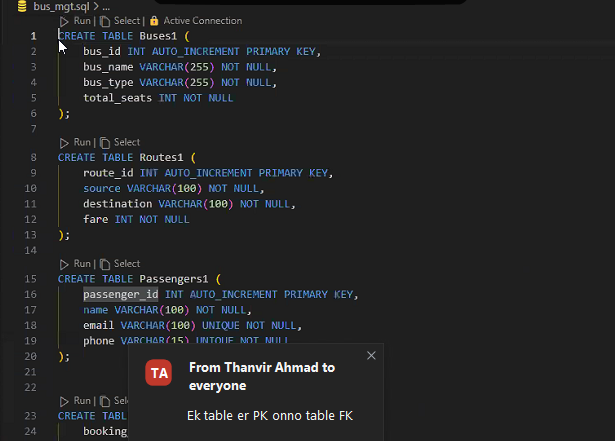 bus_mgt.sql > ...
Run | Select | Active Connection
1 CREATE TABLE Buses1 (
2 bus_id INT AUTO_INCREMENT PRIMARY KEY,
3 bus_name VARCHAR(255) NOT NULL,
4 bus_type VARCHAR(255) NOT NULL,
5 total_seats INT NOT NULL
6 );
7
Run | Select
8 CREATE TABLE Routes1 (
9 route_id INT AUTO_INCREMENT PRIMARY KEY,
10 source VARCHAR(100) NOT NULL,
11 destination VARCHAR(100) NOT NULL,
12 fare INT NOT NULL
13 );
14
Run | Select
15 CREATE TABLE Passengers1 (
16 passenger_id INT AUTO_INCREMENT PRIMARY KEY,
17 name VARCHAR(100) NOT NULL,
18 email VARCHAR(100) UNIQUE NOT NULL,
19 phone VARCHAR(15) UNIQUE NOT NULL
20 );
21
22
Run | Sele
23 CREATE TABL
24 booking
TA
From Thanvir Ahmad to
everyone
Ek table er PK onno table FK